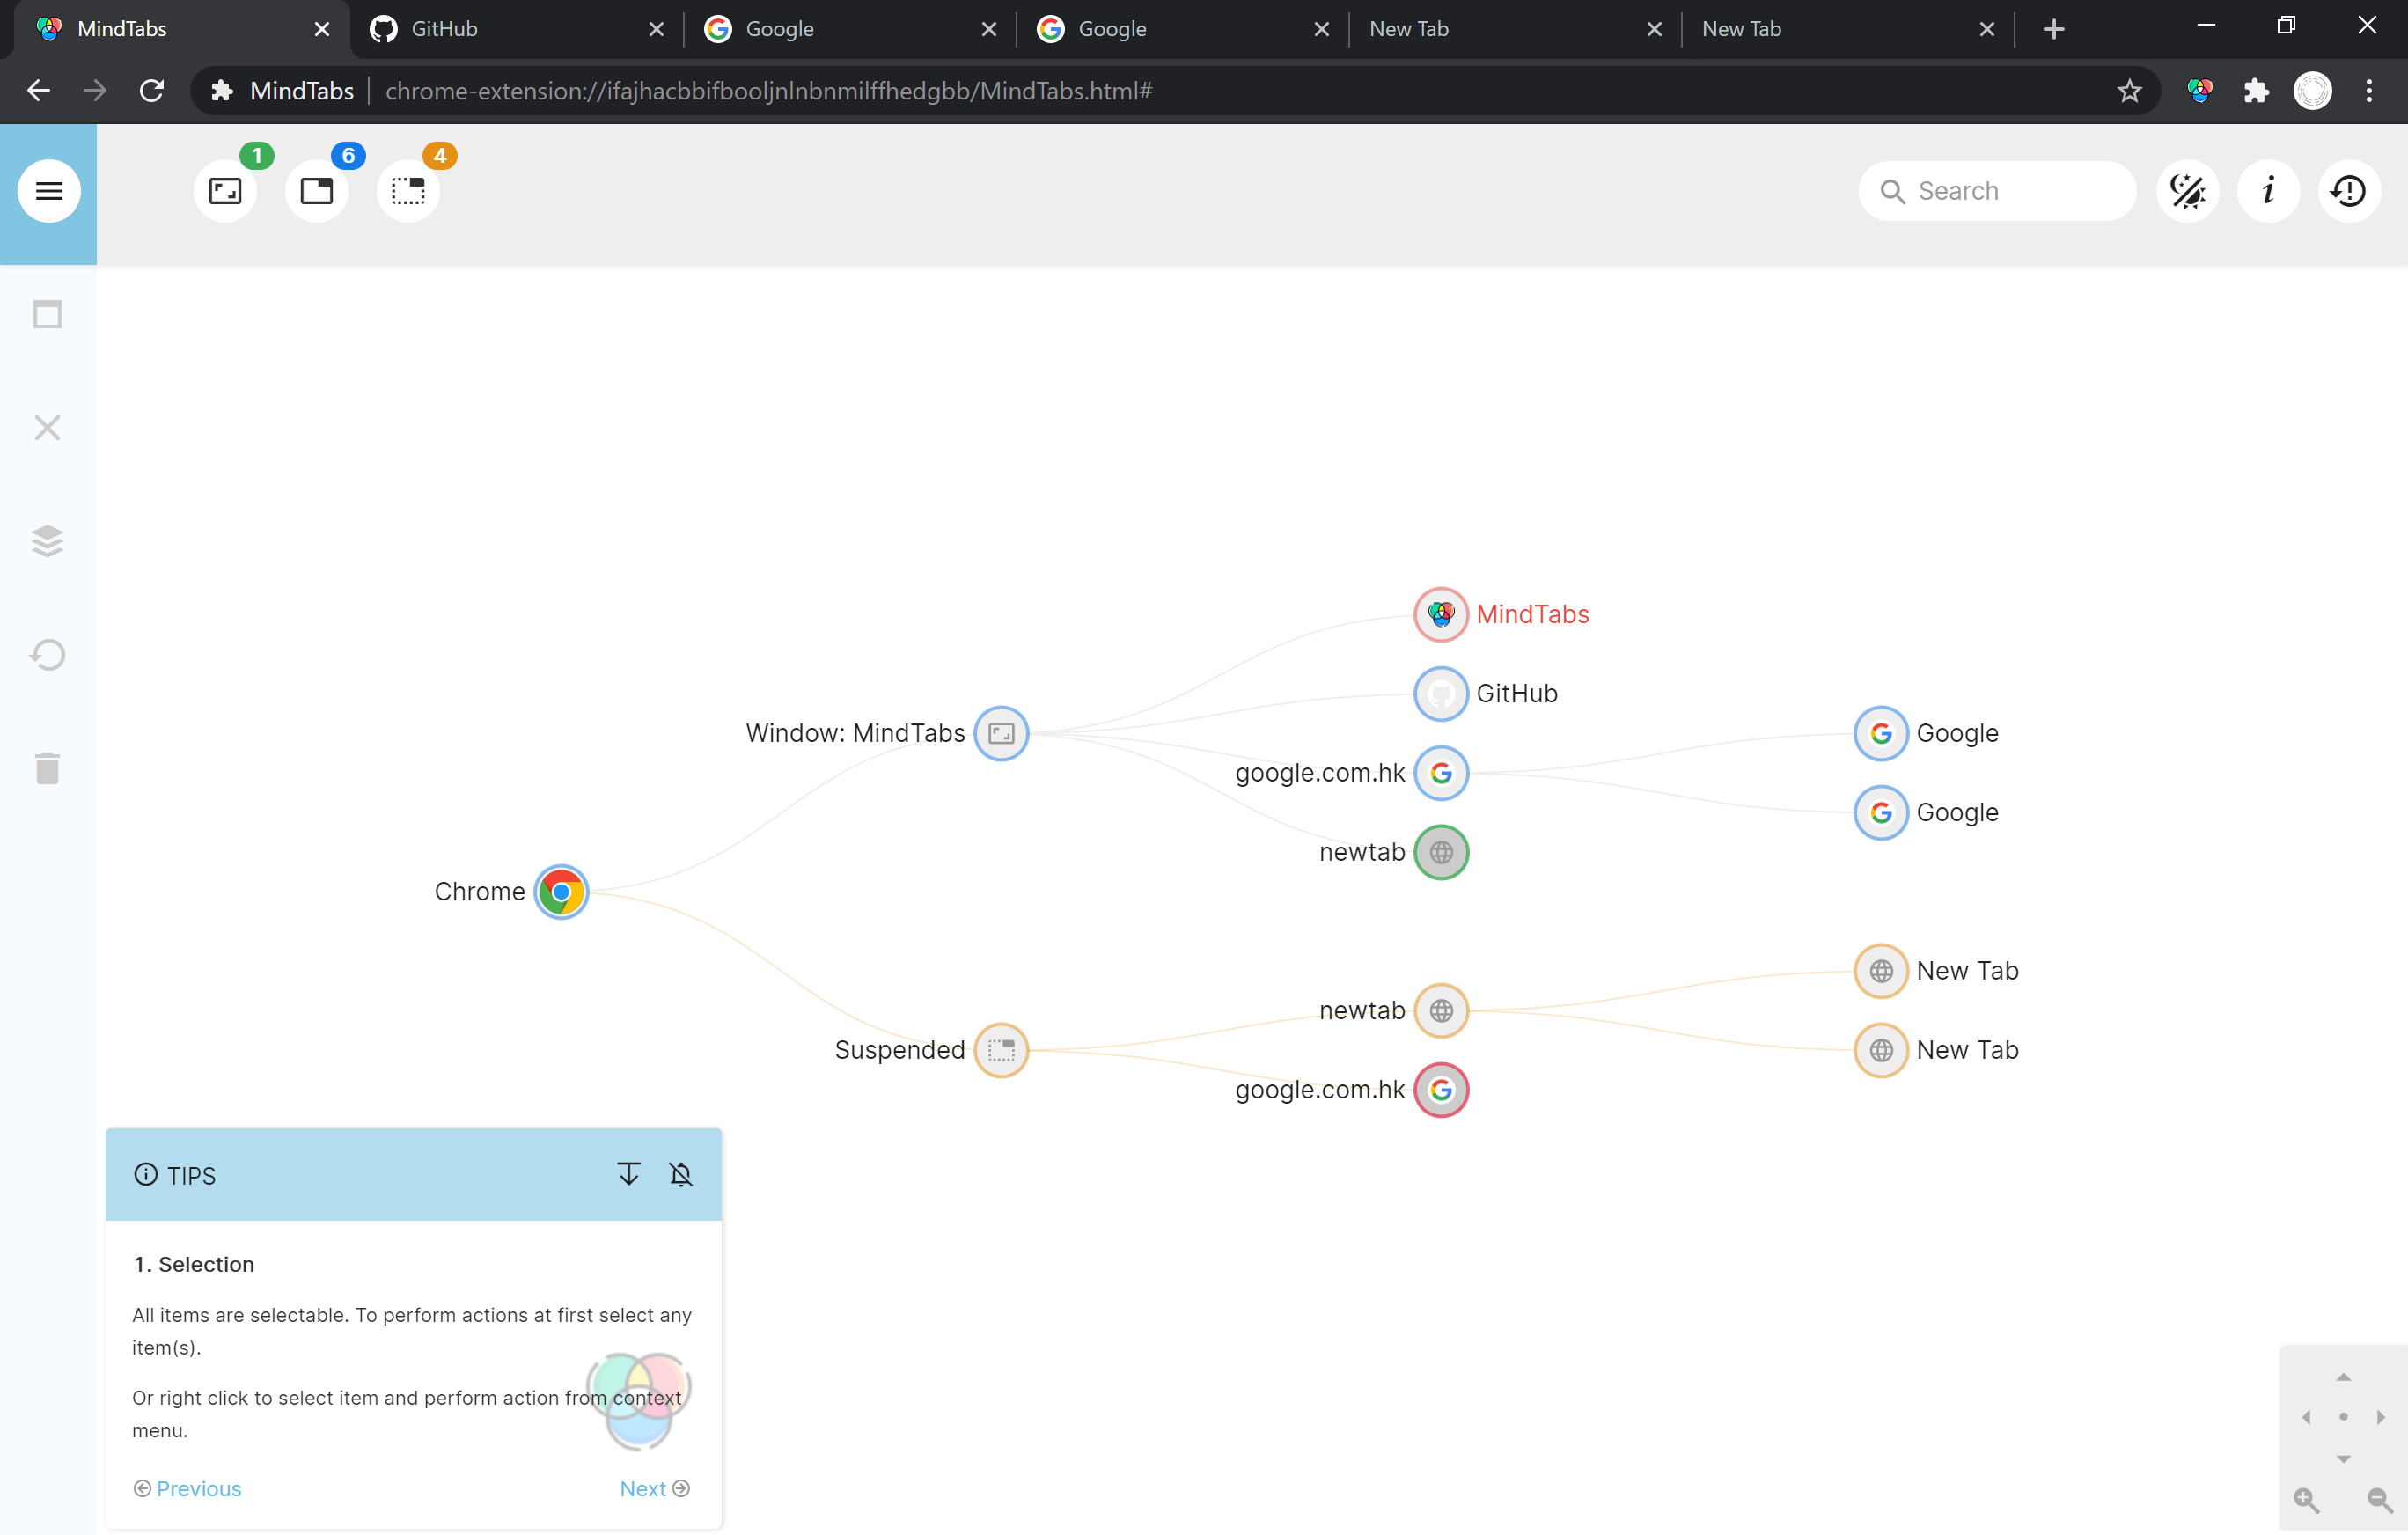 MindTabs
GitHub
Google
Google
New Tab
New Tab
MindTabs
chrome-extension://ifajhacbbifbooljnlnbnmilffhedgbb/MindTabs.html#
1
6
4
Search
MindTabs
GitHub
Window: MindTabs
Google
google.com.hk
Google
newtab
Chrome
New Tab
newtab
Suspended
New Tab
google.com.hk
TIPS
1. Selection
All items are selectable. To perform actions at first select any
item(s).
Or right click to select item and perform action from context
menu.
Previous
Next